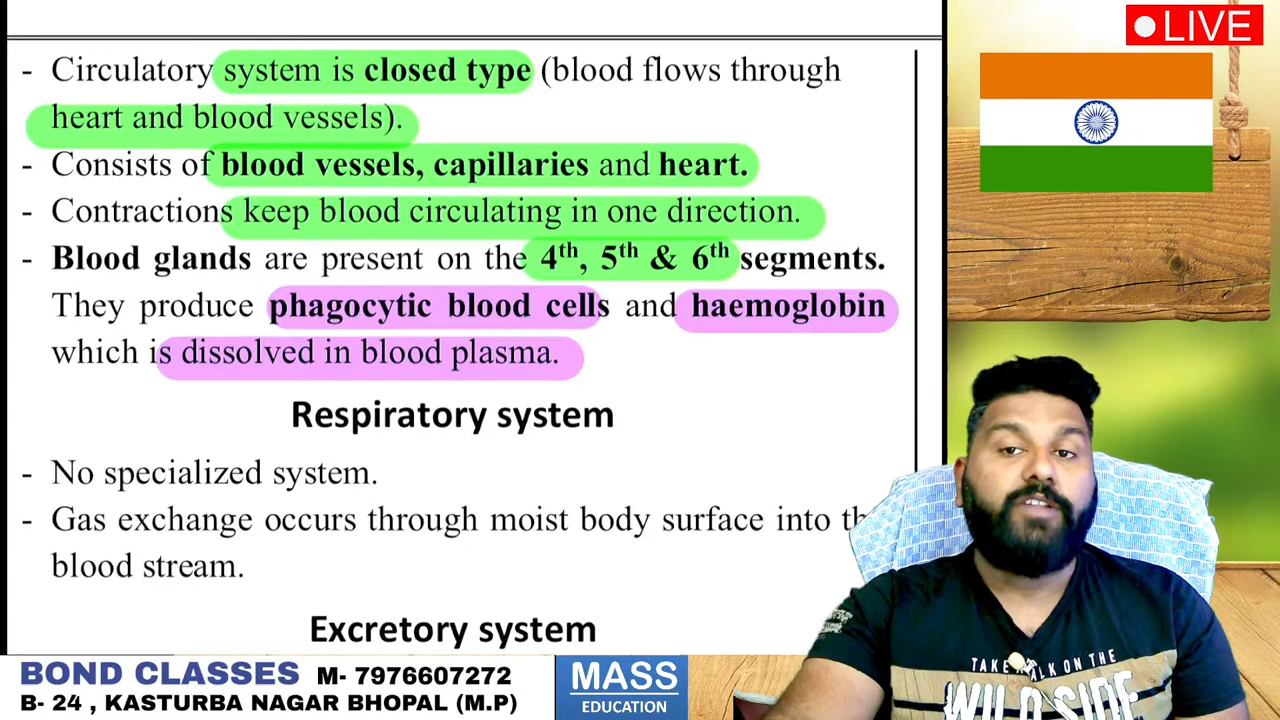 LIVE
- Circulatory system is closed type (blood flows through
heart and blood vessels).
- Consists of blood vessels, capillaries and heart.
- Contractions keep blood circulating in one direction.
- Blood glands are present on the 4th, 5th & 6th segments.
They produce phagocytic blood cells and haemoglobin
which is dissolved in blood plasma.
Respiratory system
- No specialized system.
- Gas exchange occurs through moist body surface into
blood stream.
Excretory system
TAKE WALK ON THE
WILD SIDE
BOND CLASSES M- 7976607272
B- 24 , KASTURBA NAGAR BHOPAL (M.P)
MASS
EDUCATION